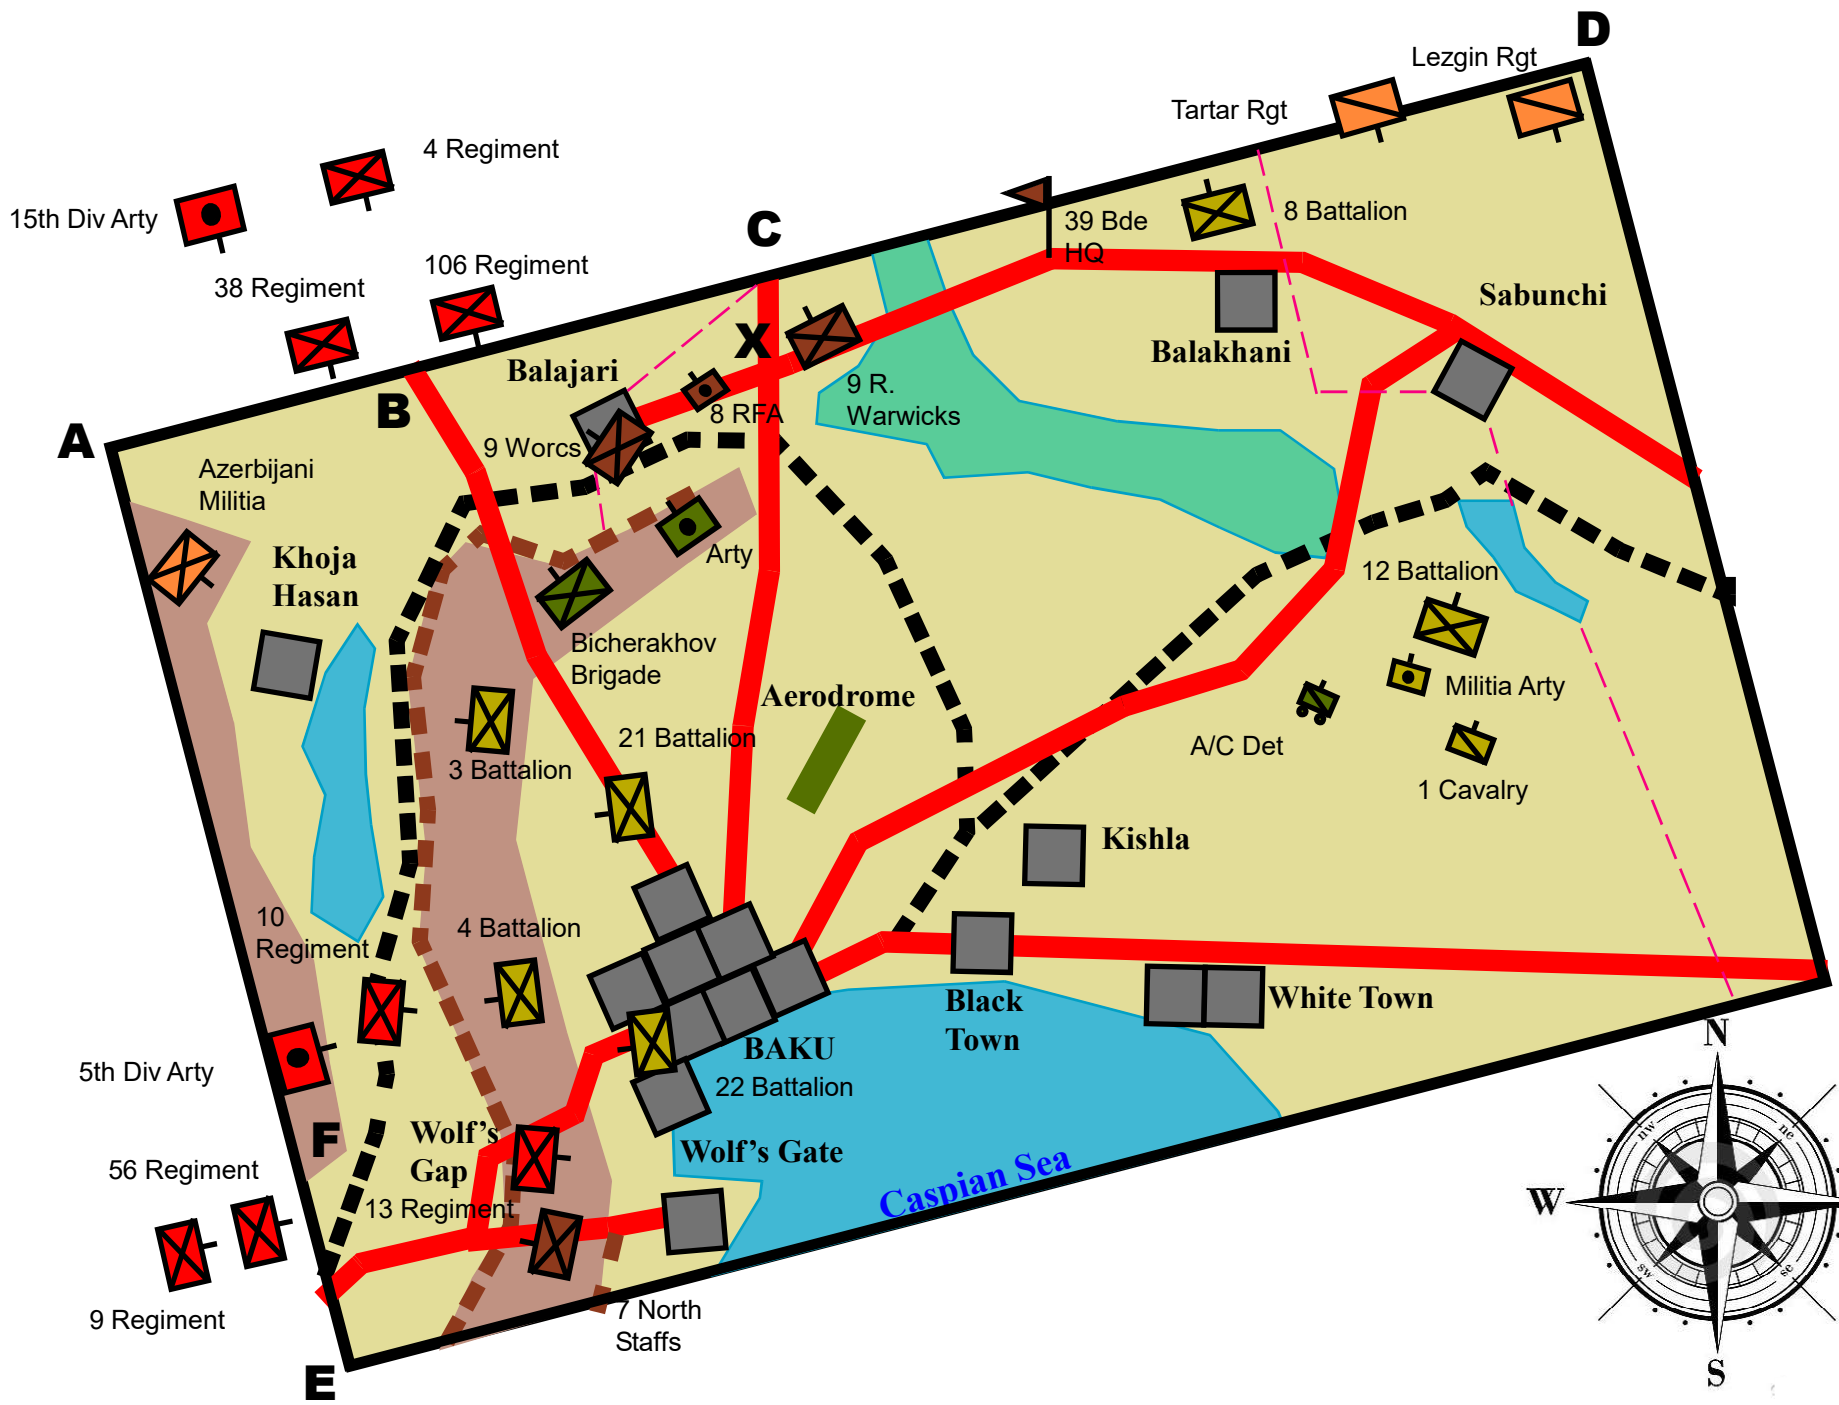 D
Lezgin Rgt
Tartar Rgt
4 Regiment
15th Div Arty
8 Battalion
39 Bde
HQ
C
106 Regiment
38 Regiment
Sabunchi
X
Balakhani
Balajari
B
9 R.
Warwicks
8 RFA
A
9 Worcs
Azerbijani
Militia
Khoja
Hasan
Arty
12 Battalion
Bicherakhov
Brigade
Militia Arty
Aerodrome
21 Battalion
A/C Det
3 Battalion
1 Cavalry
Kishla
10
Regiment
4 Battalion
Black
Town
White Town
BAKU
22 Battalion
5th Div Arty
F
Wolf's
Gap
Wolf's Gate
Caspian Sea
56 Regiment
13 Regiment
9 Regiment
7 North
Staffs
E
N
nw
ne
W
sw
se
S